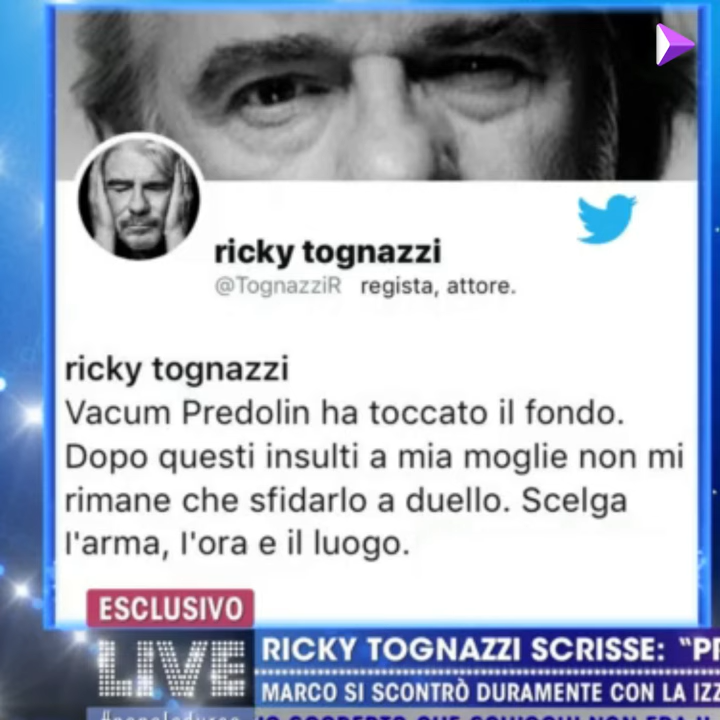 ricky tognazzi
@TognazziR regista, attore.
ricky tognazzi
Vacum Predolin ha toccato il fondo.
Dopo questi insulti a mia moglie non mi
rimane che sfidarlo a duello. Scelga
l'arma, l'ora e il luogo.
ESCLUSIVO
LIVE
RICKY TOGNAZZI SCRISSE: "PR
MARCO SI SCONTRÒ DURAMENTE CON LA IZZ